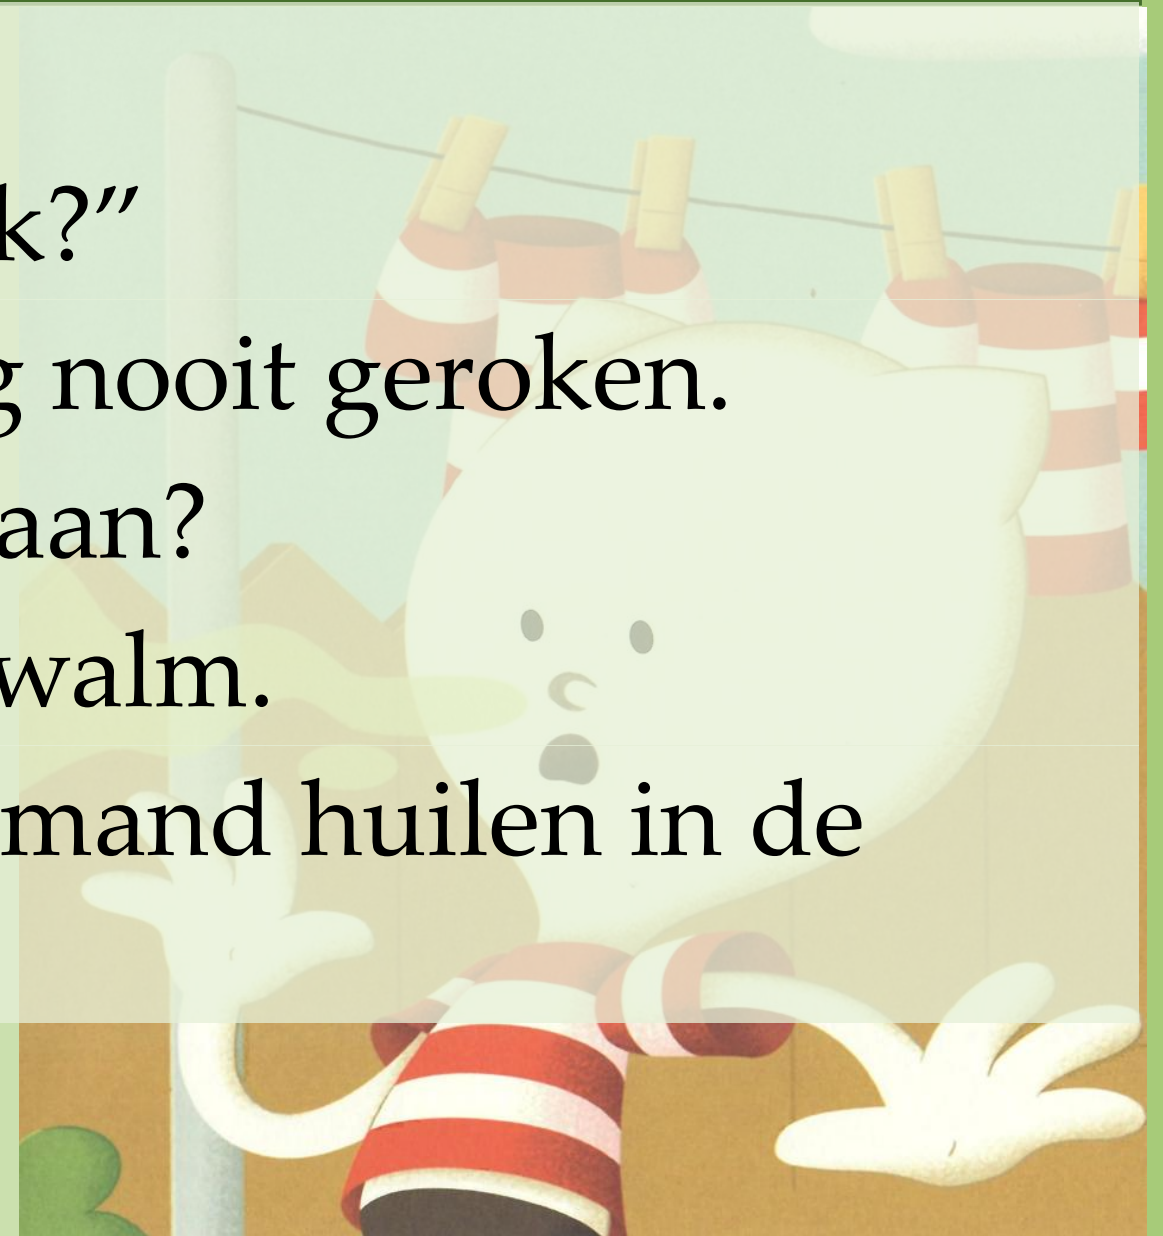 k?”
g nooit geroken.
aan?
walm.
mand huilen in de